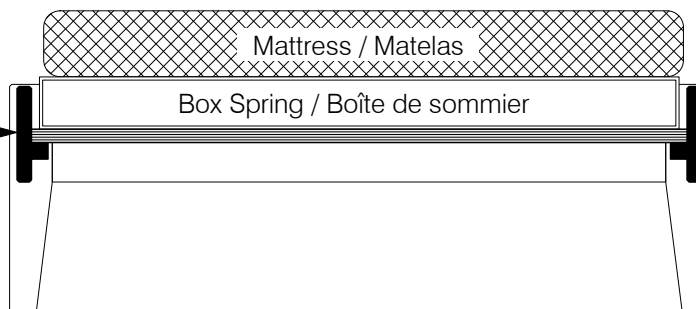 Mattress / Matelas
Box Spring / Boîte de sommier